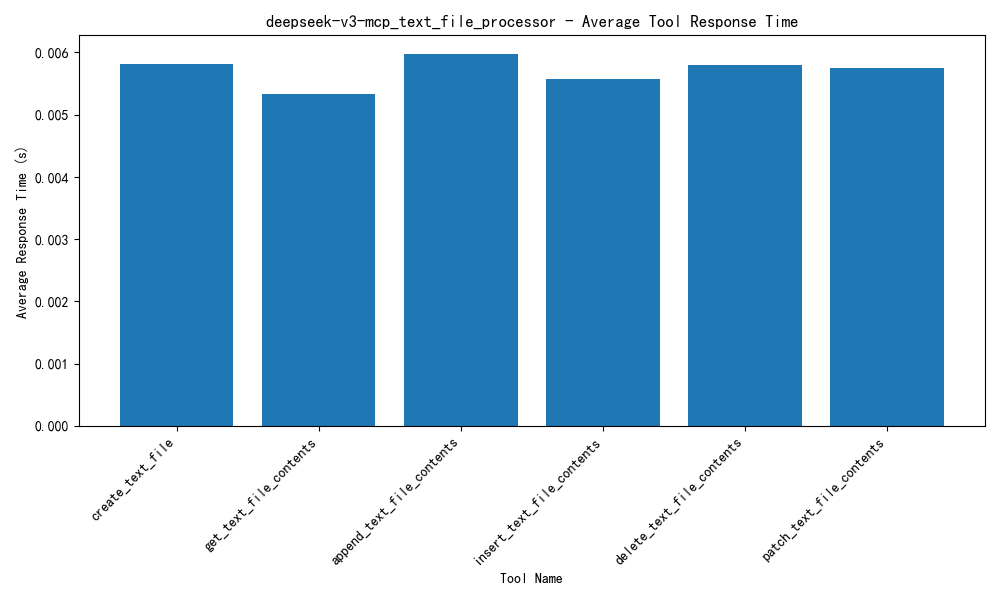 deepseek-v3-mcp_text_file_processor - Average Tool Response Time
Average Response Time (s)
0.006
0.005
0.004
0.003
0.002
0.001
0.000
create_text_file
get_text_file_contents
append_text_file_contents
insert_text_file_contents
delete_text_file_contents
patch_text_file_contents
Tool Name